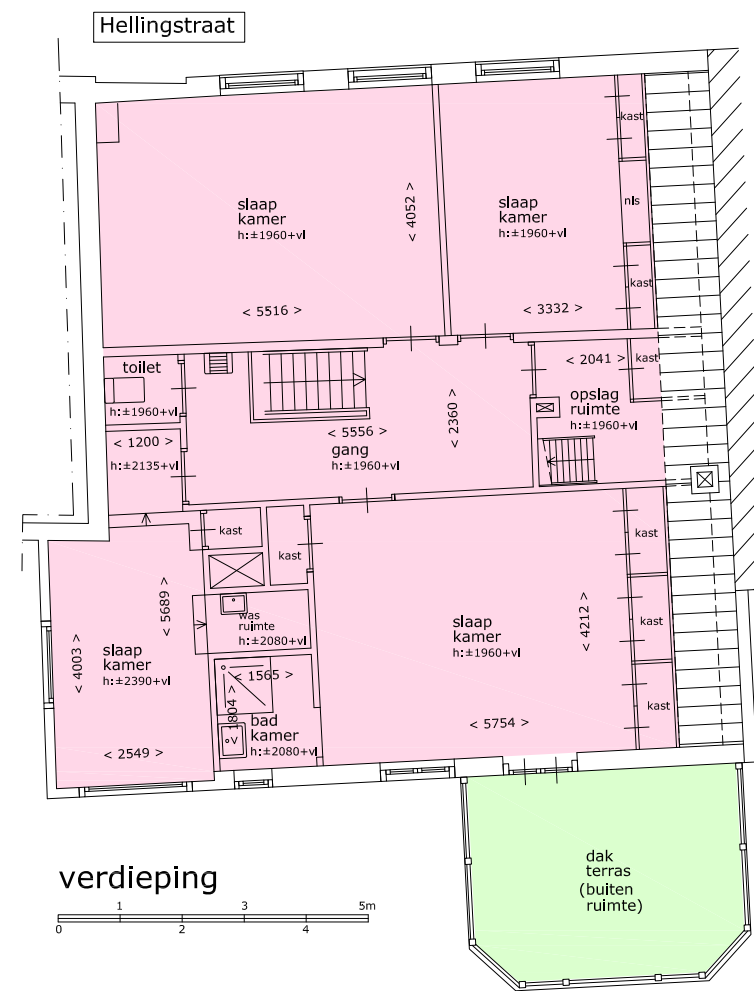 Hellingstraat
kast
slaap
kamer
h:±1960+vl
< 4052 >
< 5516 >
slaap
kamer
h:±1960+vl
nls
kast
< 3332 >
toilet
h:±1960+vl
< 1200 >
h:±2135+vl
< 5556 >
gang
h:±1960+vl
< 2360 >
< 2041 >
kast
opslag
ruimte
h:±1960+vl
kast
kast
< 5689 >
< 4003 >
slaap
kamer
h:±2390+vl
< 2549 >
was
ruimte
h:±2080+vl
< 1565 >
< 1804 >
bad
kamer
h:±2080+vl
slaap
kamer
h:±1960+vl
< 4212 >
< 5754 >
kast
kast
kast
dak
terras
(buiten
ruimte)
verdieping
1 3 5m
0 2 4